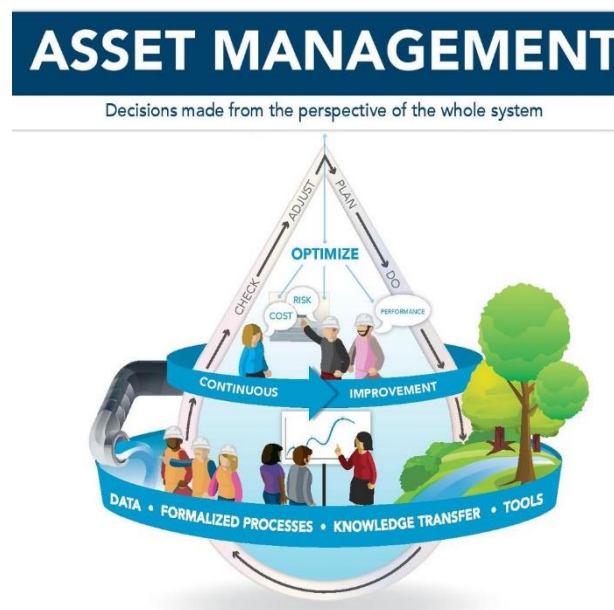 ASSET MANAGEMENT
Decisions made from the perspective of the whole system
ADJUST
PLAN
CHECK
DO
OPTIMIZE
COST
RISK
PERFORMANCE
CONTINUOUS
IMPROVEMENT
DATA • FORMALIZED PROCESSES • KNOWLEDGE TRANSFER • TOOLS